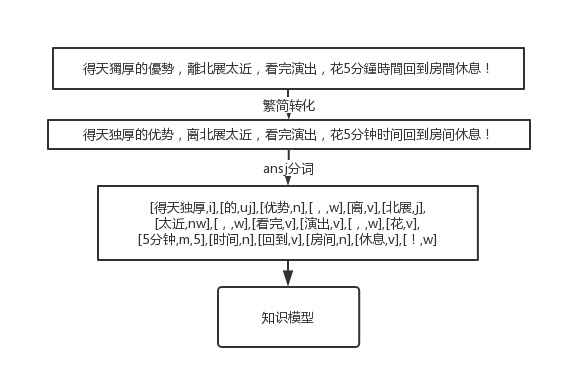 得天獨厚的優勢，離北展太近，看完演出，花5分鐘時間回到房間休息！
繁简转化
得天独厚的优势，离北展太近，看完演出，花5分钟时间回到房间休息！
ansj分词
[得天独厚,i],[的,uj],[优势,n],[，,w],[离,v],[北展,j],
[太近,nw],[，,w],[看完,v],[演出,v],[，,w],[花,v],
[5分钟,m,5],[时间,n],[回到,v],[房间,n],[休息,v],[！,w]
知识模型